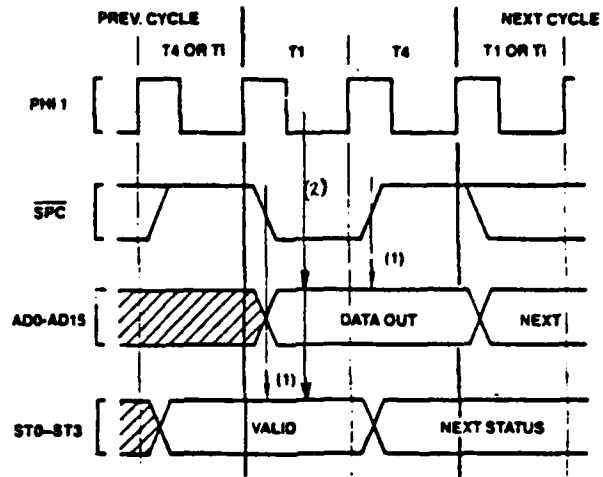 PREV. CYCLE
NEXT CYCLE
T4 OR Ti
T1
T4
T1 OR Ti
PHI 1
SPC
(2)
(1)
AD0-AD15
DATA OUT
NEXT
(1)
ST0-ST3
VALID
NEXT STATUS